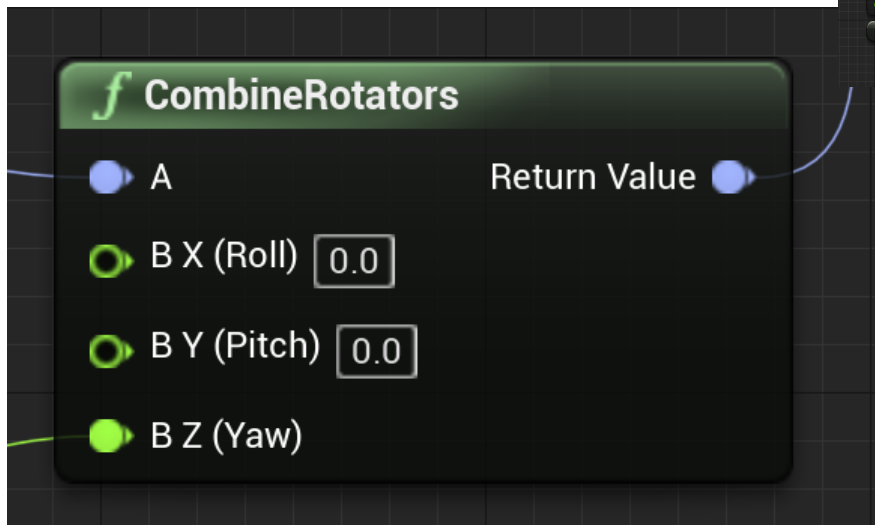 f CombineRotators
A Return Value
B X (Roll) 0.0
B Y (Pitch) 0.0
B Z (Yaw)